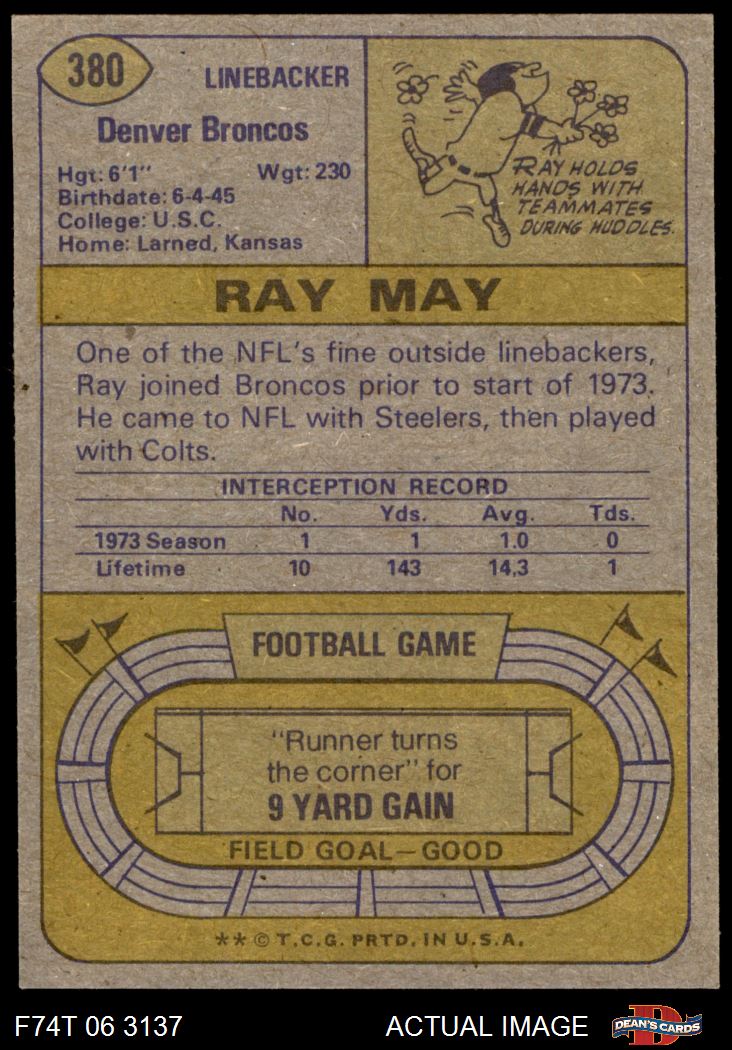 380
LINEBACKER
Denver Broncos
Hgt: 6'1" Wgt: 230
Birthdate: 6-4-45
College: U.S.C.
Home: Larned, Kansas
RAY HOLDS
HANDS WITH
TEAMMATES
DURING HUDDLES.
RAY MAY
One of the NFL's fine outside linebackers,
Ray joined Broncos prior to start of 1973.
He came to NFL with Steelers, then played
with Colts.
INTERCEPTION RECORD
No. Yds. Avg. Tds.
1973 Season 1 1 1.0 0
Lifetime 10 143 14.3 1
FOOTBALL GAME
"Runner turns
the corner" for
9 YARD GAIN
FIELD GOAL—GOOD
** © T.C.G. PRTD. IN U.S.A.
F74T 06 3137 ACTUAL IMAGE
D
DEAN'S CARDS